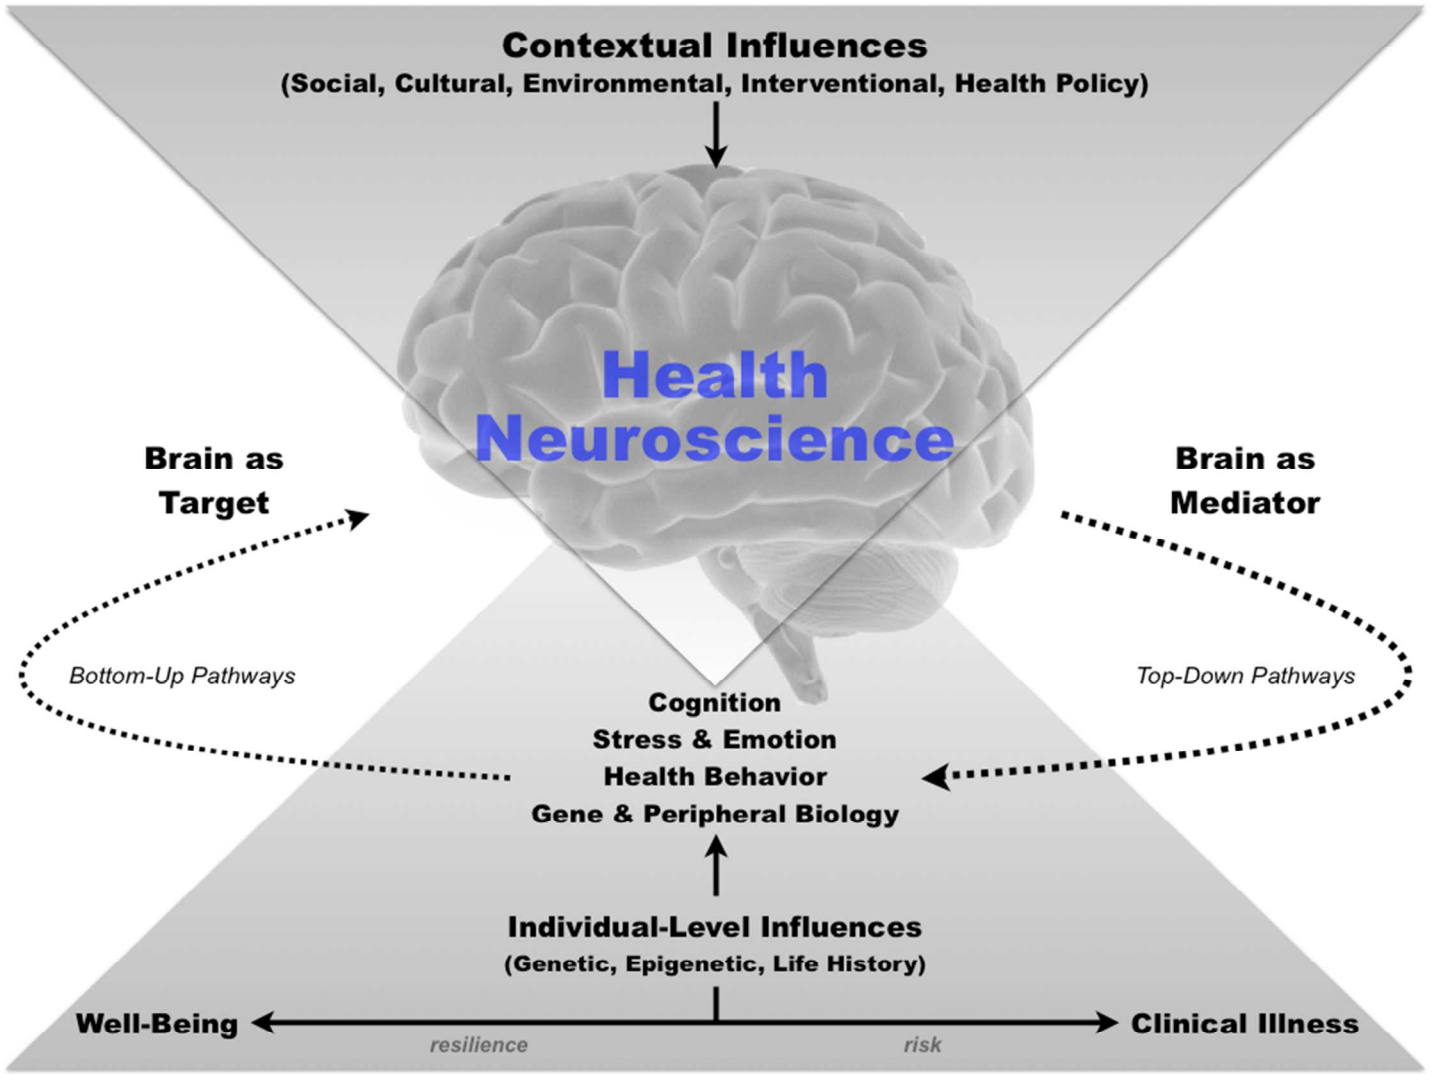 Contextual Influences
(Social, Cultural, Environmental, Interventional, Health Policy)
Health
Neuroscience
Brain as
Target
Brain as
Mediator
Bottom-Up Pathways
Top-Down Pathways
Cognition
Stress & Emotion
Health Behavior
Gene & Peripheral Biology
Individual-Level Influences
(Genetic, Epigenetic, Life History)
Well-Being
Clinical Illness
resilience
risk